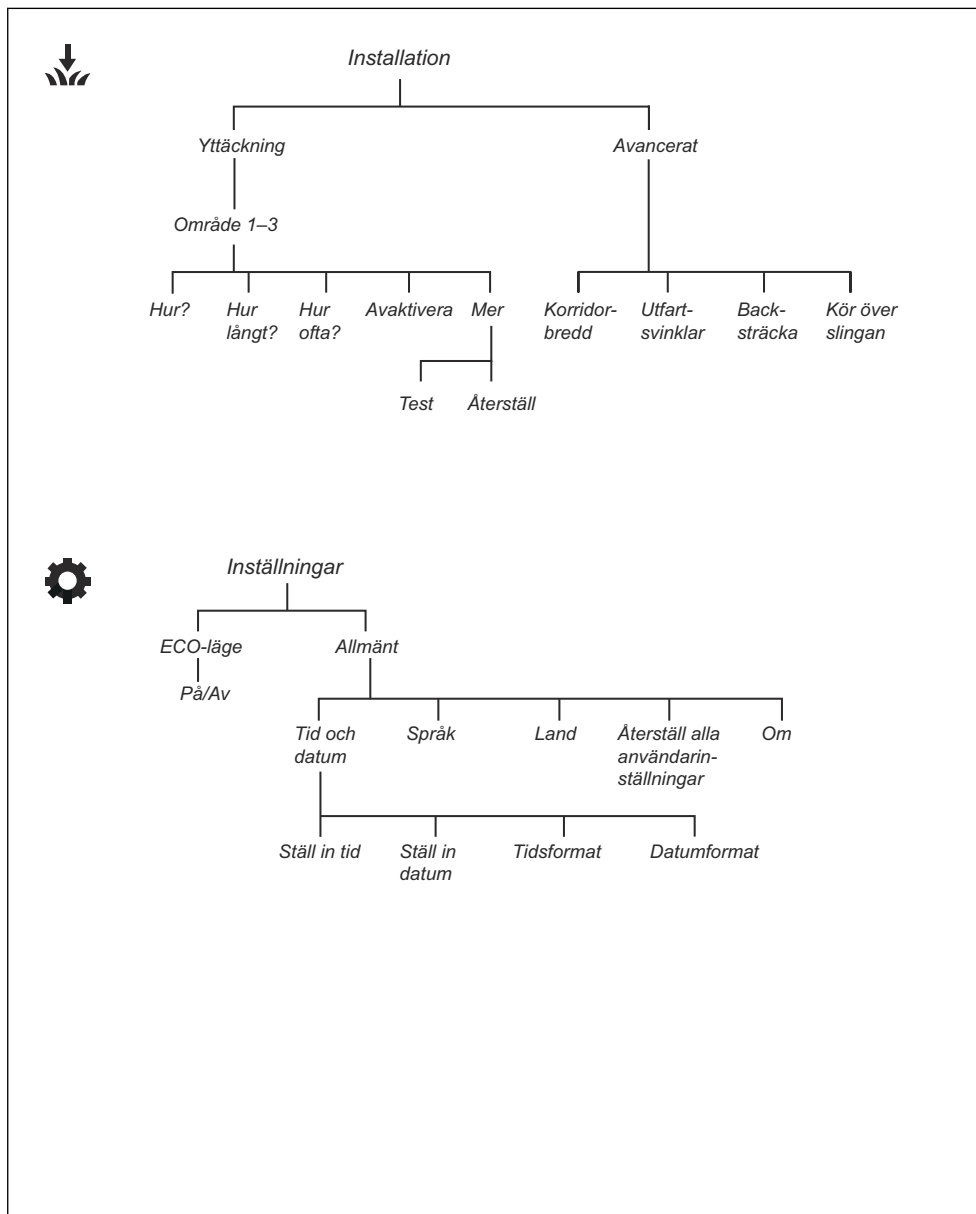 Installation
Yttäckning
Avancerat
Område 1–3
Hur?
Hur
långt?
Hur
ofta?
Avaktivera
Mer
Korridor-
bredd
Utfart-
svinklar
Back-
sträcka
Kör över
slingan
Test
Återställ
Inställningar
ECO-läge
Allmänt
På/Av
Tid och
datum
Språk
Land
Återställ alla
användarin-
ställningar
Om
Ställ in tid
Ställ in
datum
Tidsformat
Datumformat